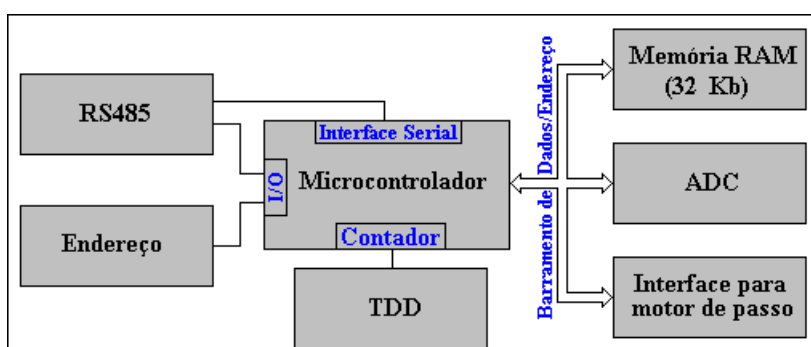 RS485
Endereço
Interface Serial
I/O
Microcontrolador
Contador
TDD
Barramento de Dados/Endereço
Memória RAM
(32 Kb)
ADC
Interface para
motor de passo